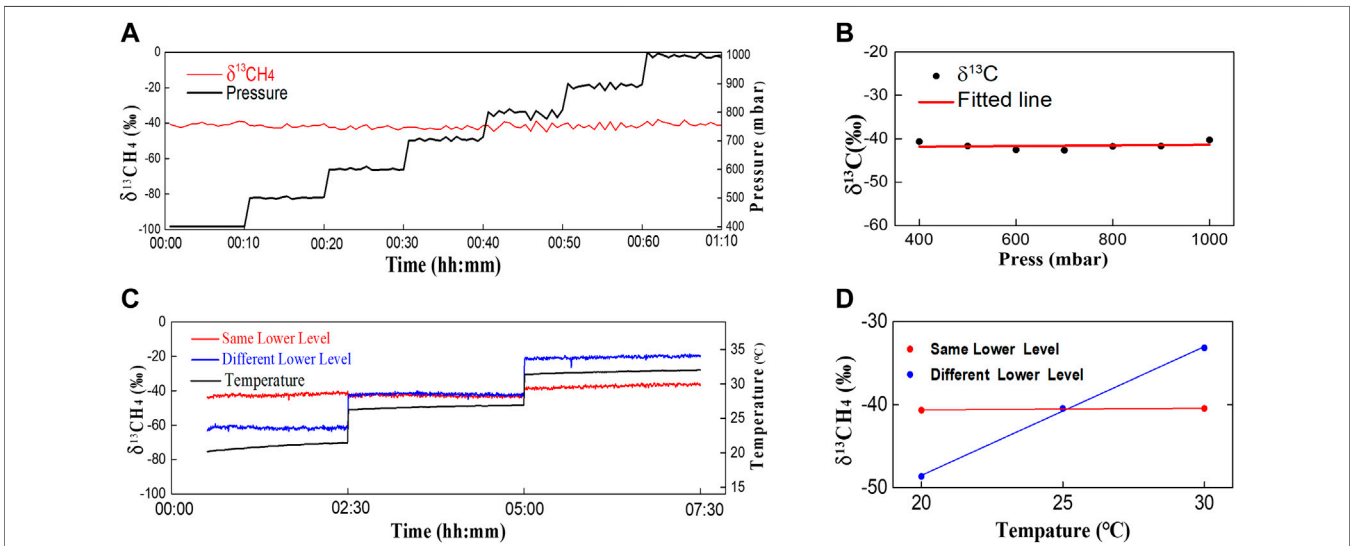 A
δ¹³CH4
Pressure
0
-20
-40
-60
-80
-100
δ¹³CH₄ (‰)
1000
900
800
700
600
500
400
Pressure (mbar)
00:00
00:10
00:20
00:30
00:40
00:50
00:60
01:10
Time (hh:mm)
B
δ¹³C
Fitted line
-20
-30
-40
-50
-60
δ¹³C(‰)
400
600
800
1000
Press (mbar)
C
Same Lower Level
Different Lower Level
Temperature
0
-20
-40
-60
-80
-100
δ¹³CH₄ (‰)
35
30
25
20
15
Temperature (°C)
00:00
02:30
05:00
07:30
Time (hh:mm)
D
Same Lower Level
Different Lower Level
-30
-40
-50
δ¹³CH₄ (‰)
20
25
30
Tempature (°C)